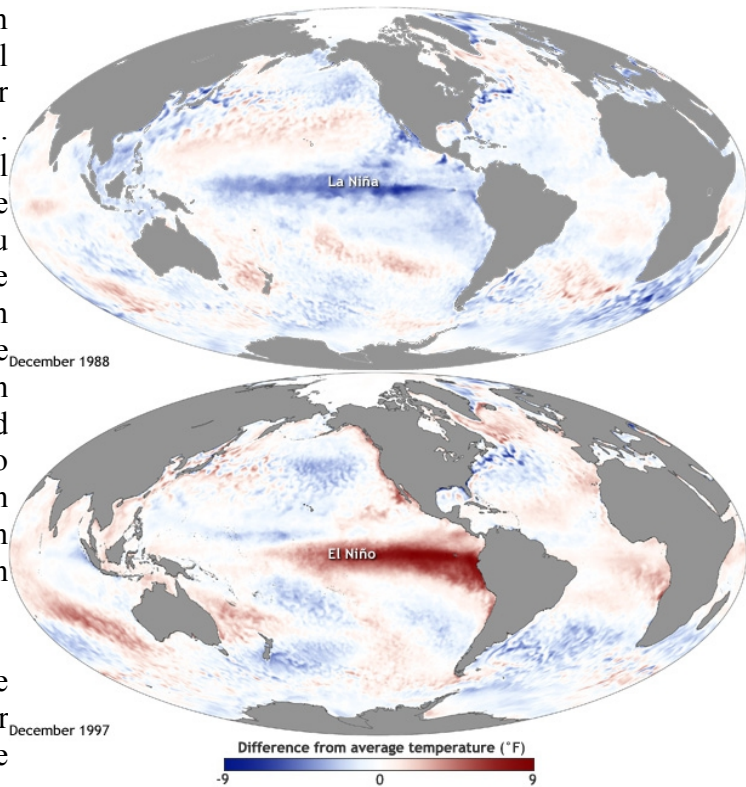 La Niña
December 1988
El Niño
December 1997
Difference from average temperature (°F)
-9 0 9